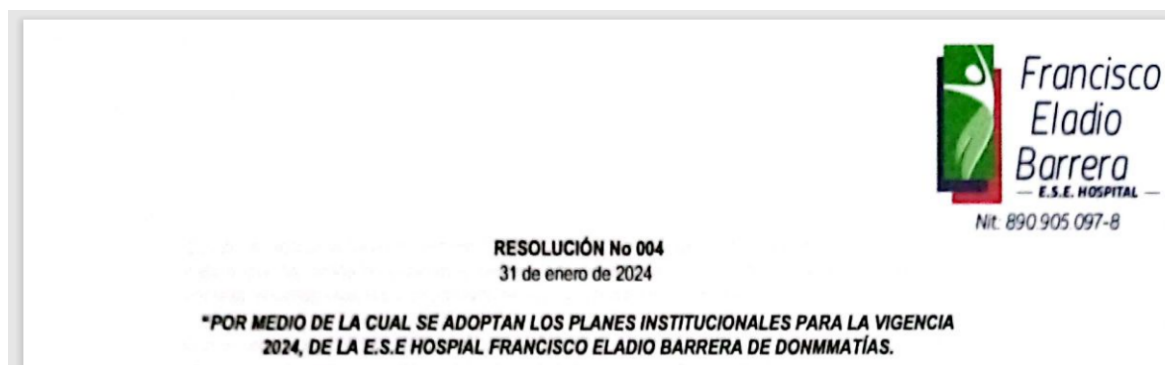 Francisco
Eladio
Barrera
— E.S.E. HOSPITAL —
Nit: 890 905 097-8
RESOLUCIÓN No 004
31 de enero de 2024
"POR MEDIO DE LA CUAL SE ADOPTAN LOS PLANES INSTITUCIONALES PARA LA VIGENCIA
2024, DE LA E.S.E HOSPIAL FRANCISCO ELADIO BARRERA DE DONMMATÍAS.